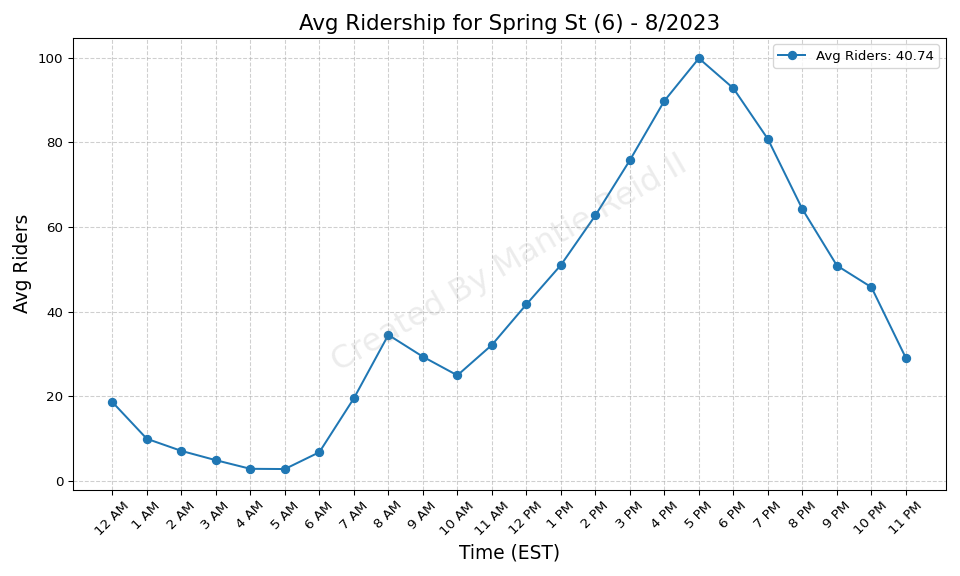 Avg Ridership for Spring St (6) - 8/2023
Avg Riders: 40.74
100
80
60
40
20
0
Avg Riders
Created By Mantle Reid II
12 AM
1 AM
2 AM
3 AM
4 AM
5 AM
6 AM
7 AM
8 AM
9 AM
10 AM
11 AM
12 PM
1 PM
2 PM
3 PM
4 PM
5 PM
6 PM
7 PM
8 PM
9 PM
10 PM
11 PM
Time (EST)